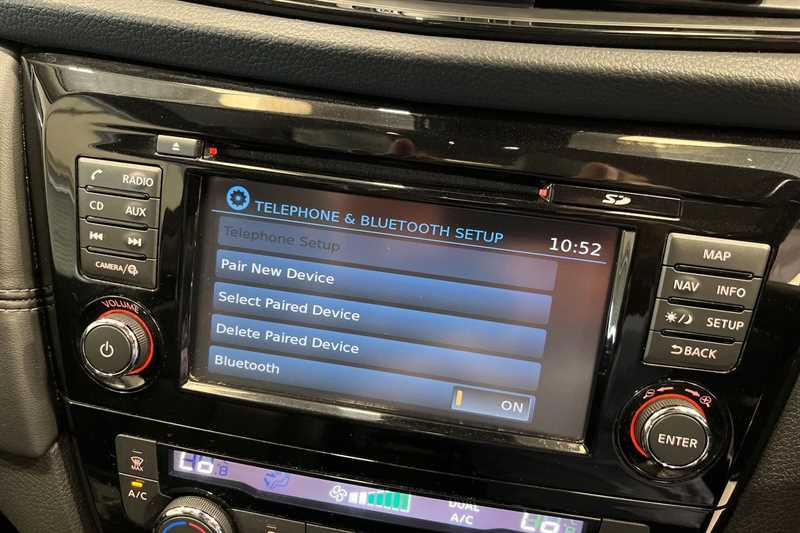 RADIO
CD
AUX
CAMERA/
VOLUME
TELEPHONE & BLUETOOTH SETUP
10:52
Telephone Setup
Pair New Device
Select Paired Device
Delete Paired Device
Bluetooth
ON
SD
MAP
NAV
INFO
SETUP
BACK
ENTER
MAX
A/C
DUAL
A/C